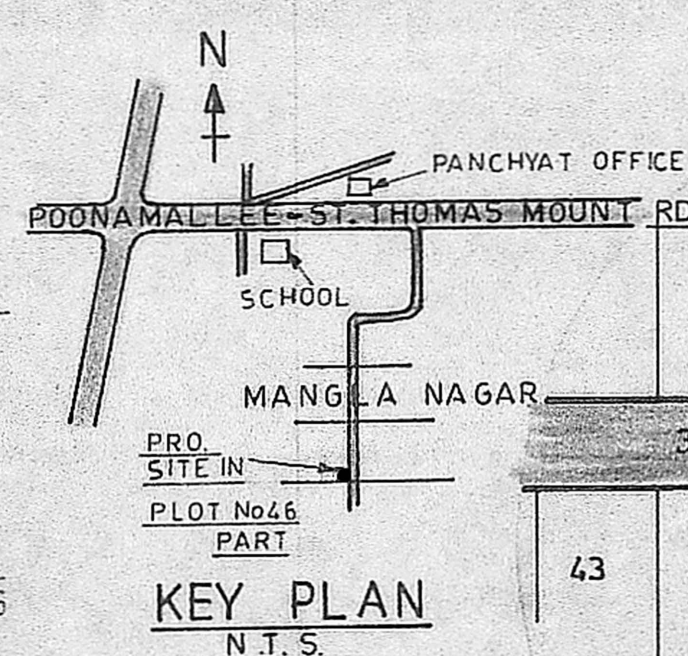 N
PANCHYAT OFFICE
POONAMALLEE-ST. THOMAS MOUNT RD
SCHOOL
MANGLA NAGAR
PRO.
SITE IN
PLOT No46
PART
43
KEY PLAN
N.T.S.